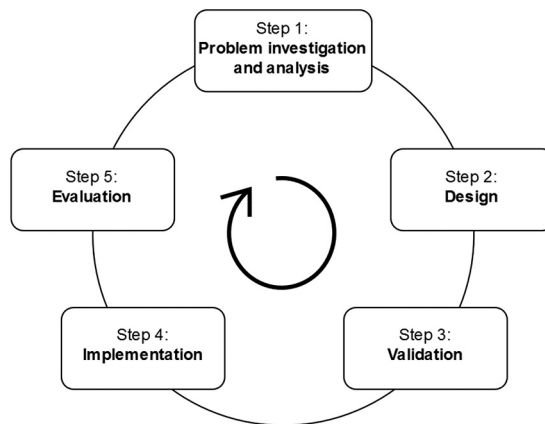 Step 1:
Problem investigation
and analysis
Step 2:
Design
Step 3:
Validation
Step 4:
Implementation
Step 5:
Evaluation